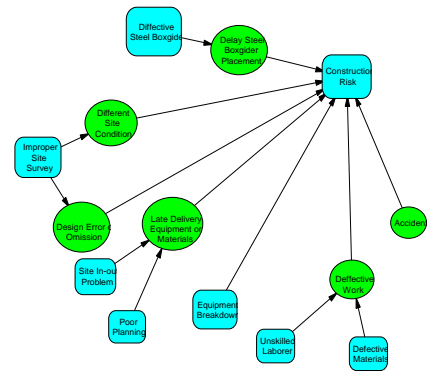 Diffective
Steel Boxgide
Delay Steel
Boxgider
Placement
Construction
Risk
Different
Site
Condition
Improper
Site
Survey
Design Error o
Omission
Late Delivery
Equipment or
Materials
Accident
Site In-out
Problem
Deffective
Work
Equipment
Breakdown
Poor
Planning
Unskilled
Laborer
Defective
Materials